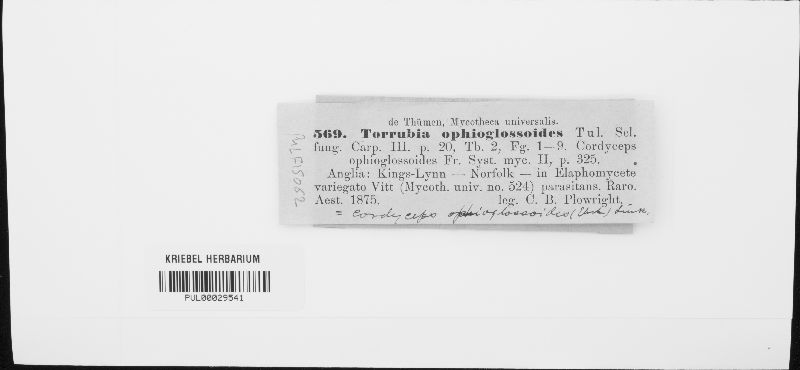 de Thümen, Mycotheca universalis.
569. Torrubia ophioglossoides Tul. Sel.
fung. Carp. III. p. 20, Tb. 2, Fg. 1—9. Cordyceps
ophioglossoides Fr. Syst. myc. II, p. 325.
Anglia: Kings-Lynn — Norfolk — in Elaphomycete
variegato Vitt (Mycoth. univ. no. 524) parasitans. Raro.
Aest. 1875. leg. C. B. Plowright.
= Cordyceps ophioglossoides (Ehrh.) Link.
PUL F15052
KRIEBEL HERBARIUM
PUL00029541